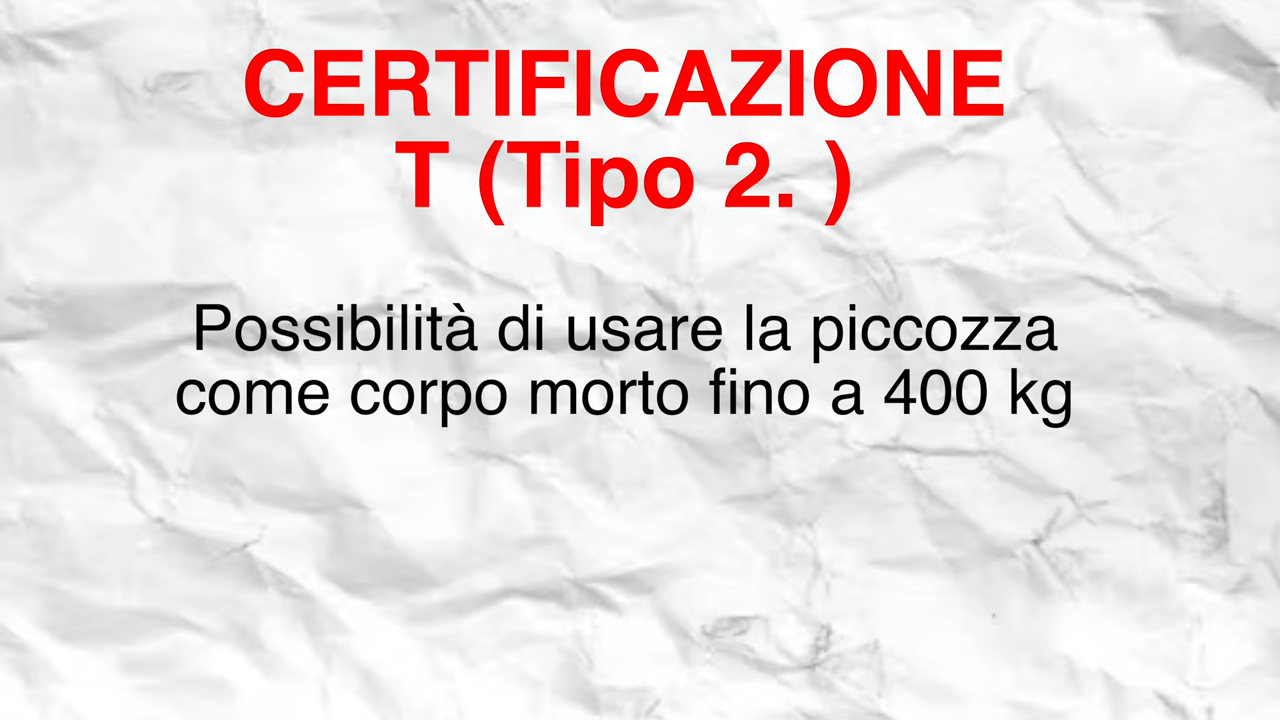 CERTIFICAZIONE
T (Tipo 2. )
Possibilità di usare la piccozza
come corpo morto fino a 400 kg